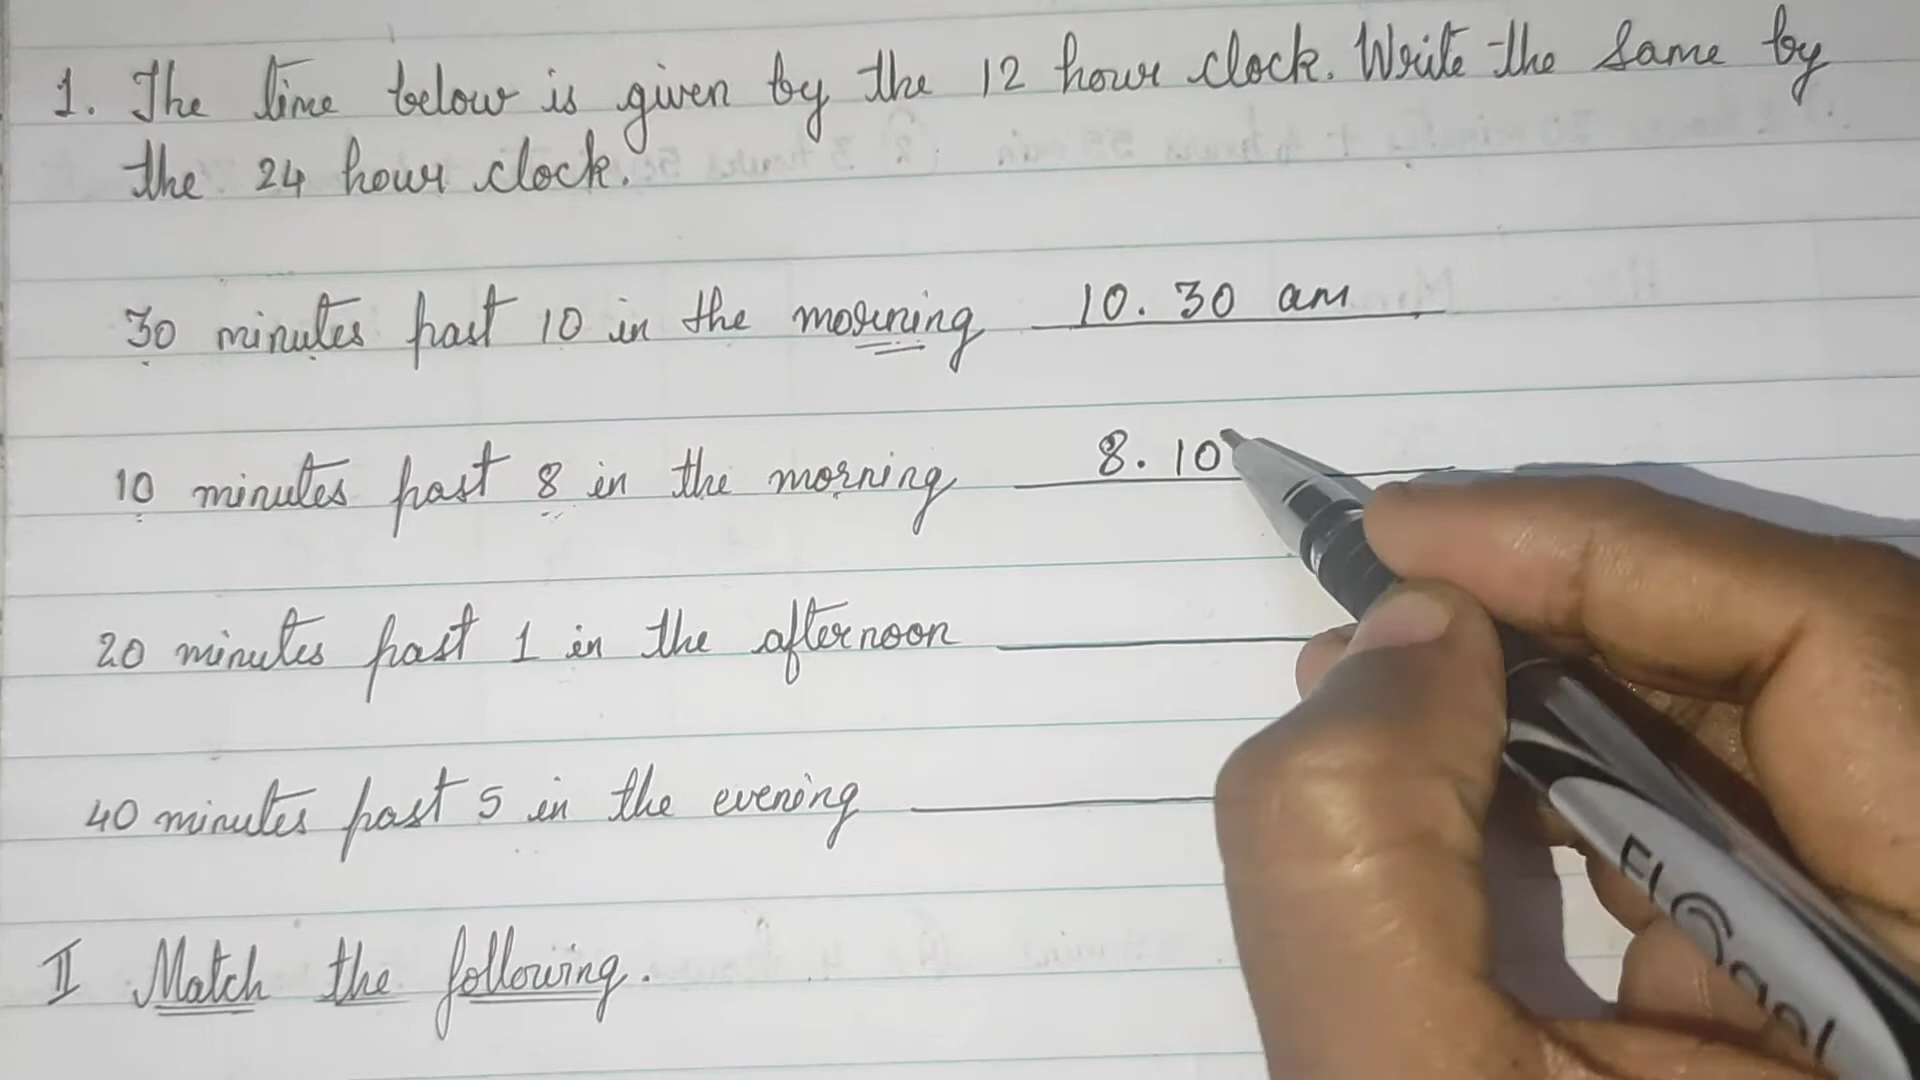 1. The time below is given by the 12 hour clock. Write the same by
the 24 hour clock.
30 minutes past 10 in the morning 10. 30 am
10 minutes past 8 in the morning 8. 10
20 minutes past 1 in the afternoon
40 minutes past 5 in the evening
II Match the following.